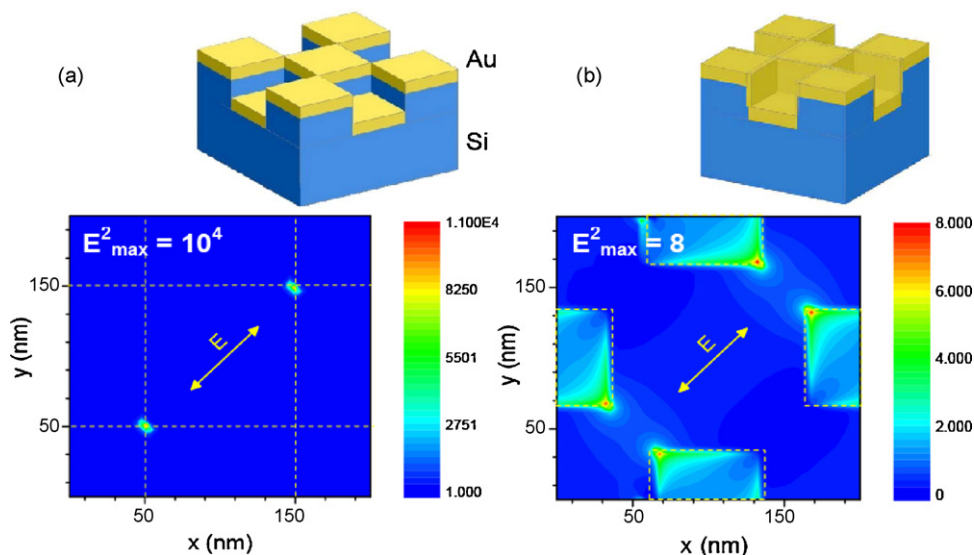 (a)
Au
Si
(b)
E²max = 10⁴
E
150
50
y (nm)
50
150
x (nm)
1.100E4
8250
5501
2751
1.000
E²max = 8
E
150
50
y (nm)
50
150
x (nm)
8.000
6.000
4.000
2.000
0